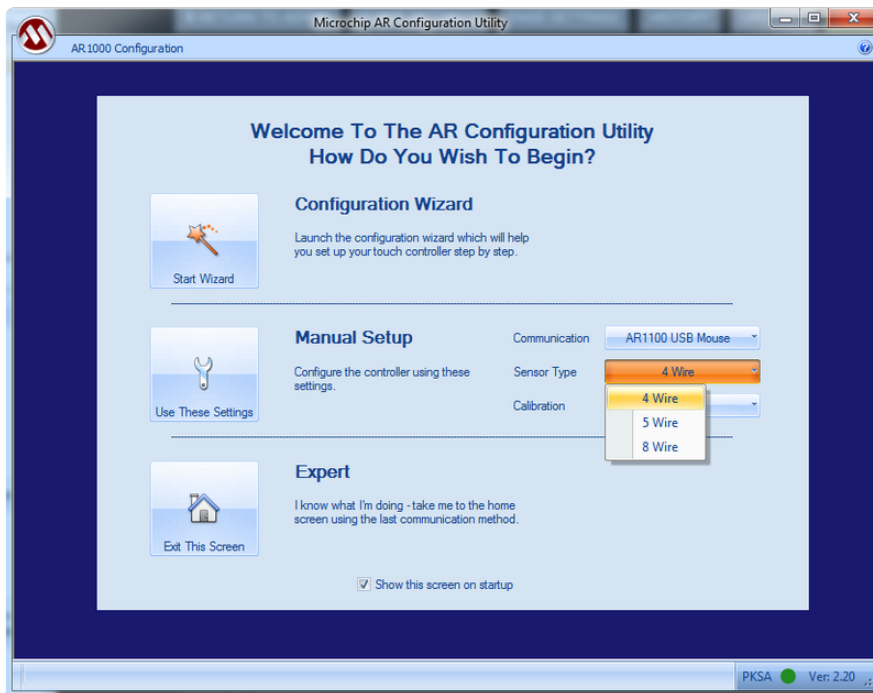 Microchip AR Configuration Utility
AR1000 Configuration
Welcome To The AR Configuration Utility
How Do You Wish To Begin?
Configuration Wizard
Launch the configuration wizard which will help
you set up your touch controller step by step.
Start Wizard
Manual Setup
Configure the controller using these
settings.
Use These Settings
Communication
AR1100 USB Mouse
Sensor Type
4 Wire
Calibration
4 Wire
5 Wire
8 Wire
Expert
I know what I'm doing - take me to the home
screen using the last communication method.
Exit This Screen
Show this screen on startup
PKSA
Ver: 2.20